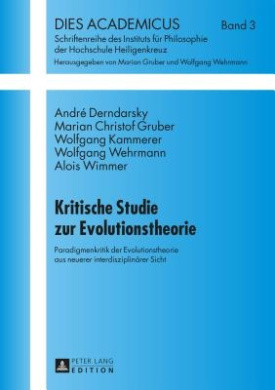 DIES ACADEMICUS Band 3
Schriftenreihe des Instituts für Philosophie
der Hochschule Heiligenkreuz
Herausgegeben von Marian Gruber und Wolfgang Wehrmann
André Derndarsky
Marian Christof Gruber
Wolfgang Kammerer
Wolfgang Wehrmann
Alois Wimmer
Kritische Studie
zur Evolutionstheorie
Paradigmenkritik der Evolutionstheorie
aus neuerer interdisziplinärer Sicht
PETER LANG
EDITION